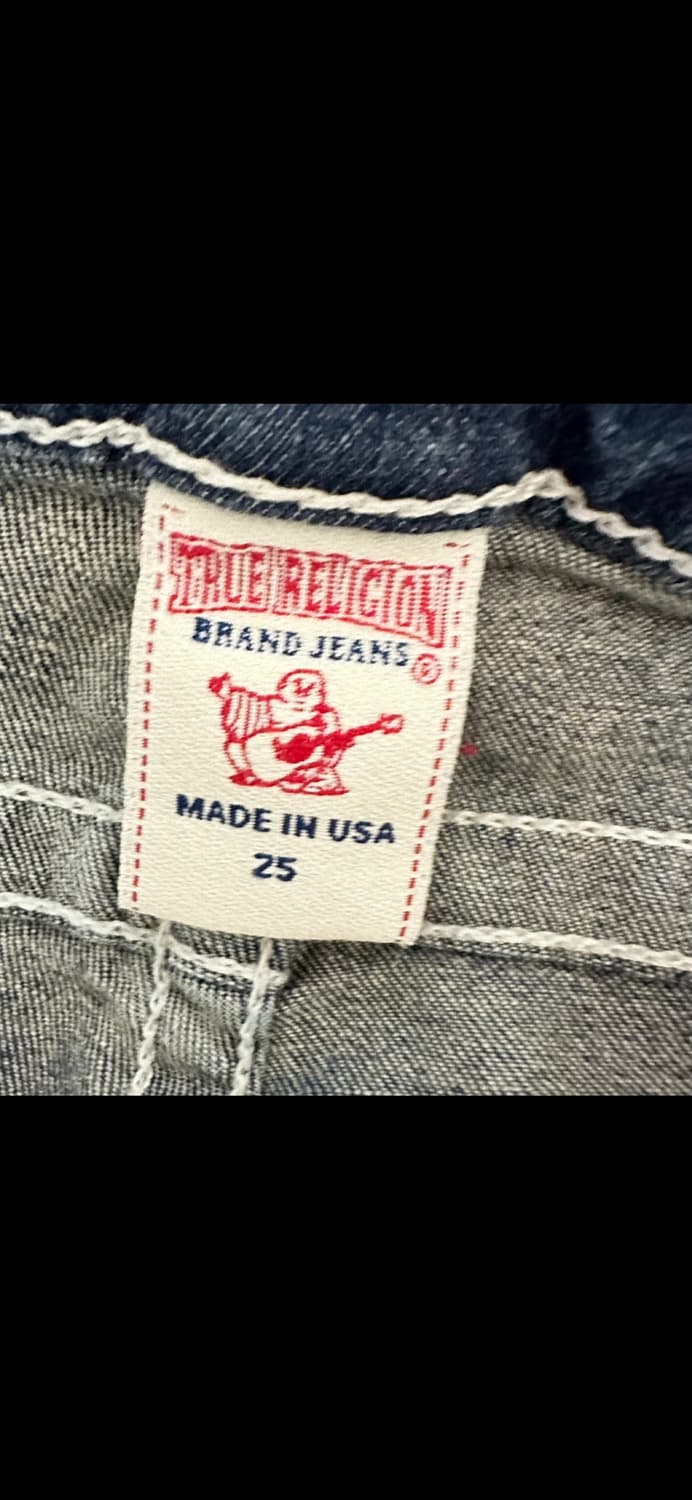 TRUE RELIGION
BRAND JEANS®
MADE IN USA
25